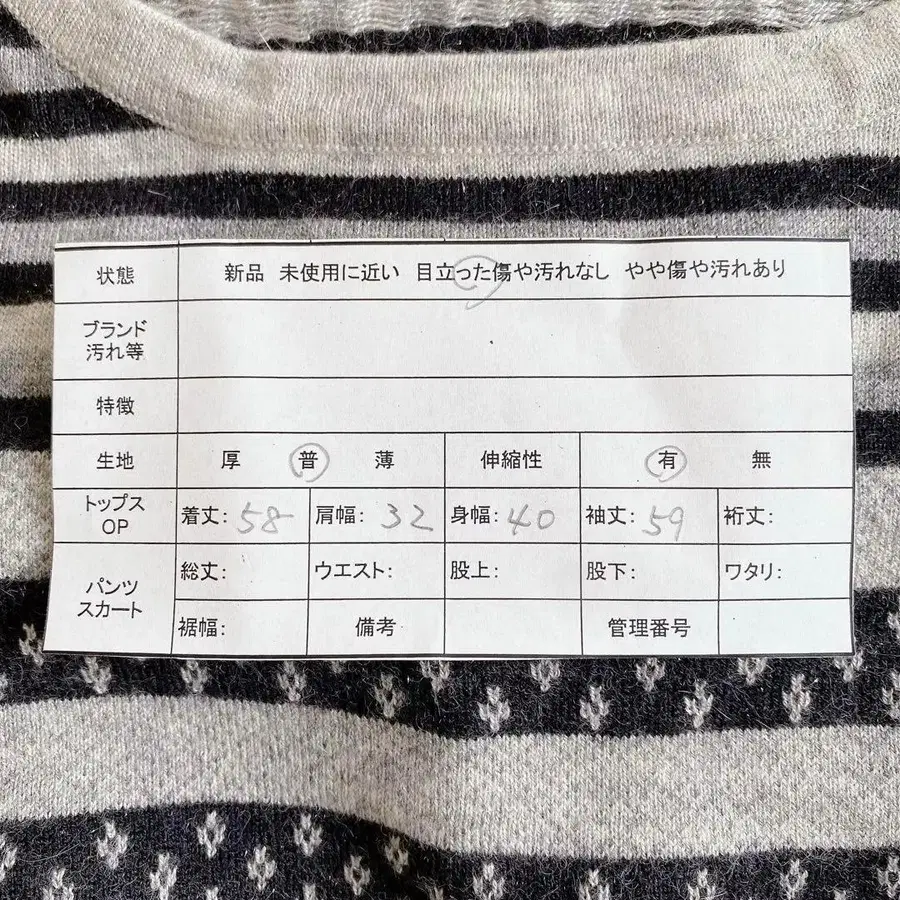 状態 新品 未使用に近い 目立った傷や汚れなし やや傷や汚れあり
ブランド
汚れ等
特徴
生地 厚 普 薄 伸縮性 有 無
トップス
OP
着丈: 58 肩幅: 32 身幅: 40 袖丈: 59 裄丈:
パンツ
スカート
総丈: ウエスト: 股上: 股下: ワタリ:
裾幅: 備考 管理番号